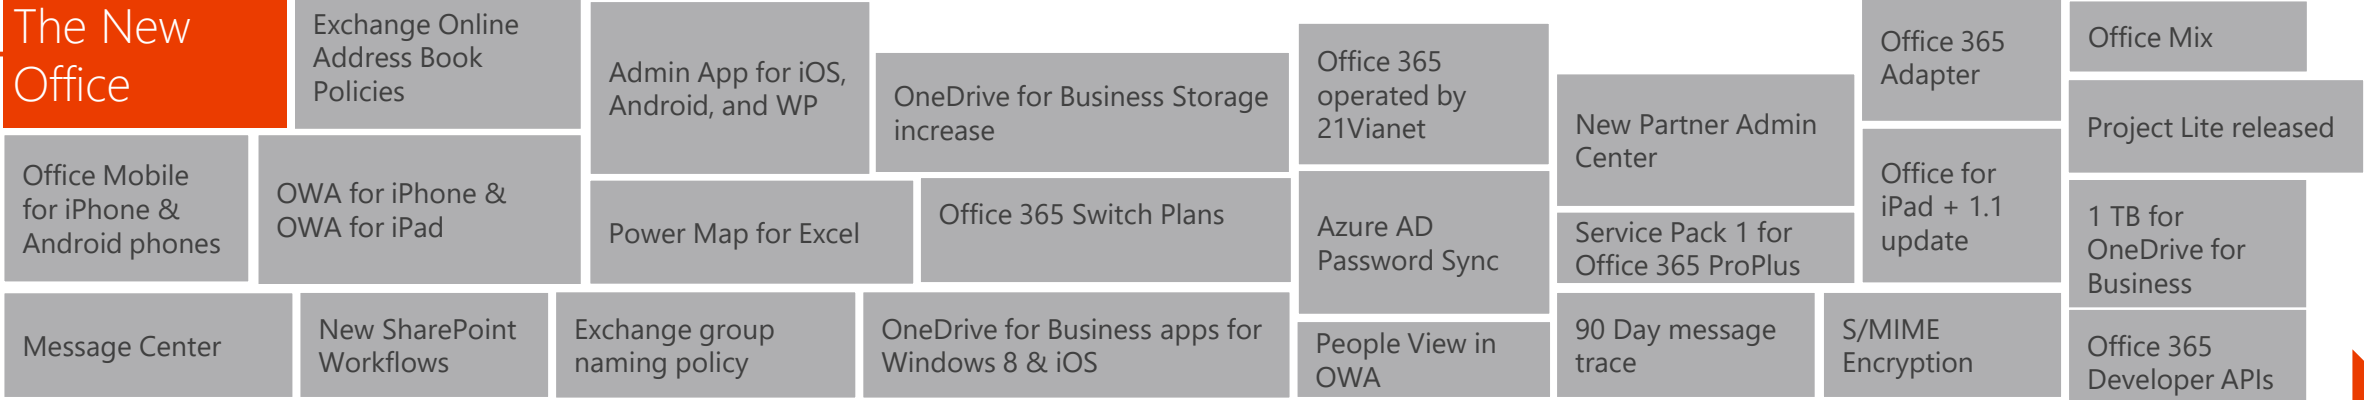 The New
Office
Exchange Online
Address Book
Policies
Admin App for iOS,
Android, and WP
OneDrive for Business Storage
increase
Office 365
operated by
21Vianet
New Partner Admin
Center
Office 365
Adapter
Office Mix
Project Lite released
Office Mobile
for iPhone &
Android phones
OWA for iPhone &
OWA for iPad
Power Map for Excel
Office 365 Switch Plans
Azure AD
Password Sync
Service Pack 1 for
Office 365 ProPlus
Office for
iPad + 1.1
update
1 TB for
OneDrive for
Business
Message Center
New SharePoint
Workflows
Exchange group
naming policy
OneDrive for Business apps for
Windows 8 & iOS
People View in
OWA
90 Day message
trace
S/MIME
Encryption
Office 365
Developer APIs